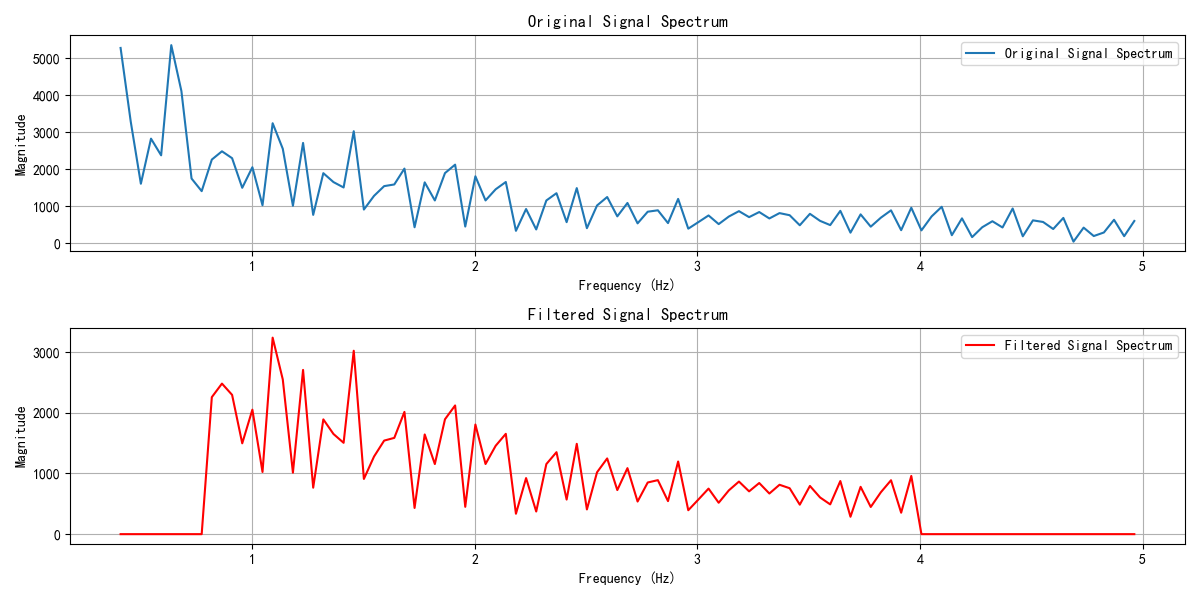 Original Signal Spectrum
Original Signal Spectrum
Magnitude
5000
4000
3000
2000
1000
0
1
2
3
4
5
Frequency (Hz)
Filtered Signal Spectrum
Filtered Signal Spectrum
Magnitude
3000
2000
1000
0
1
2
3
4
5
Frequency (Hz)